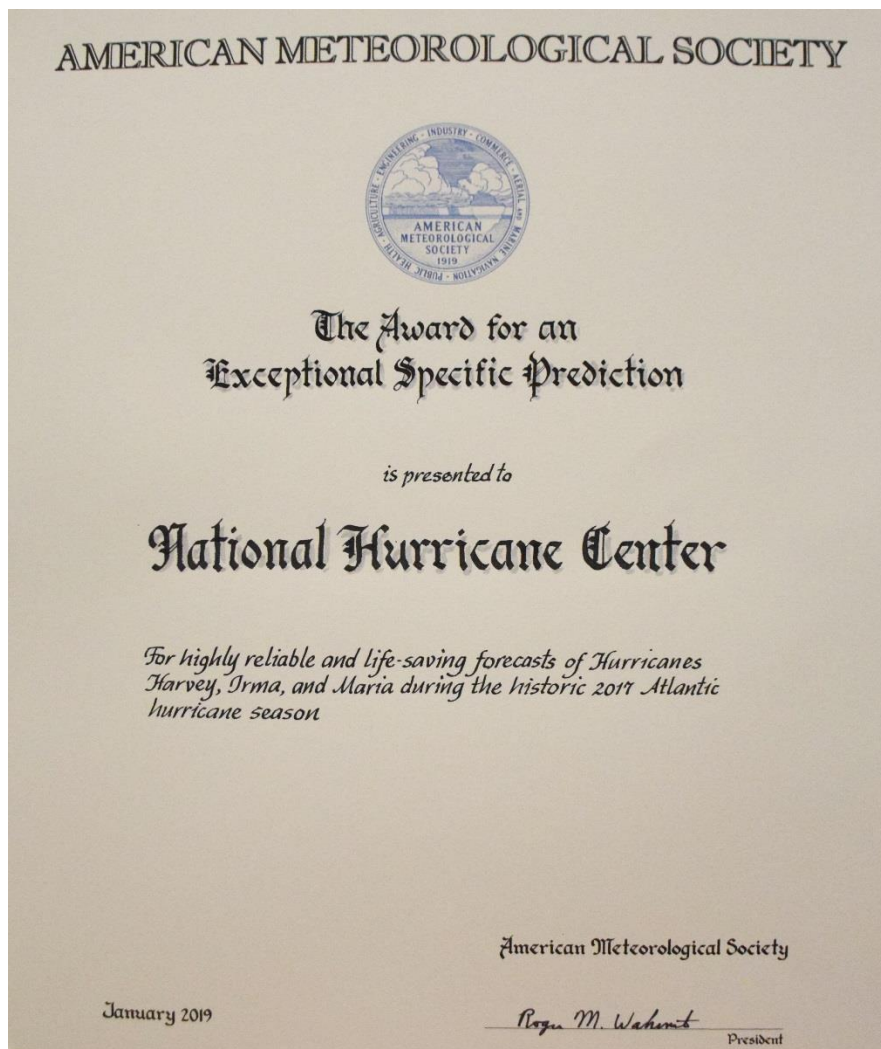 AMERICAN METEOROLOGICAL SOCIETY
ENGINEERING · INDUSTRY · COMMERCE · AERIAL AND MARINE NAVIGATION · PUBLIC HEALTH · AGRICULTURE ·
AMERICAN
METEOROLOGICAL
SOCIETY
1919
The Award for an
Exceptional Specific Prediction
is presented to
National Hurricane Center
For highly reliable and life-saving forecasts of Hurricanes
Harvey, Irma, and Maria during the historic 2017 Atlantic
hurricane season
American Meteorological Society
January 2019
M.
President